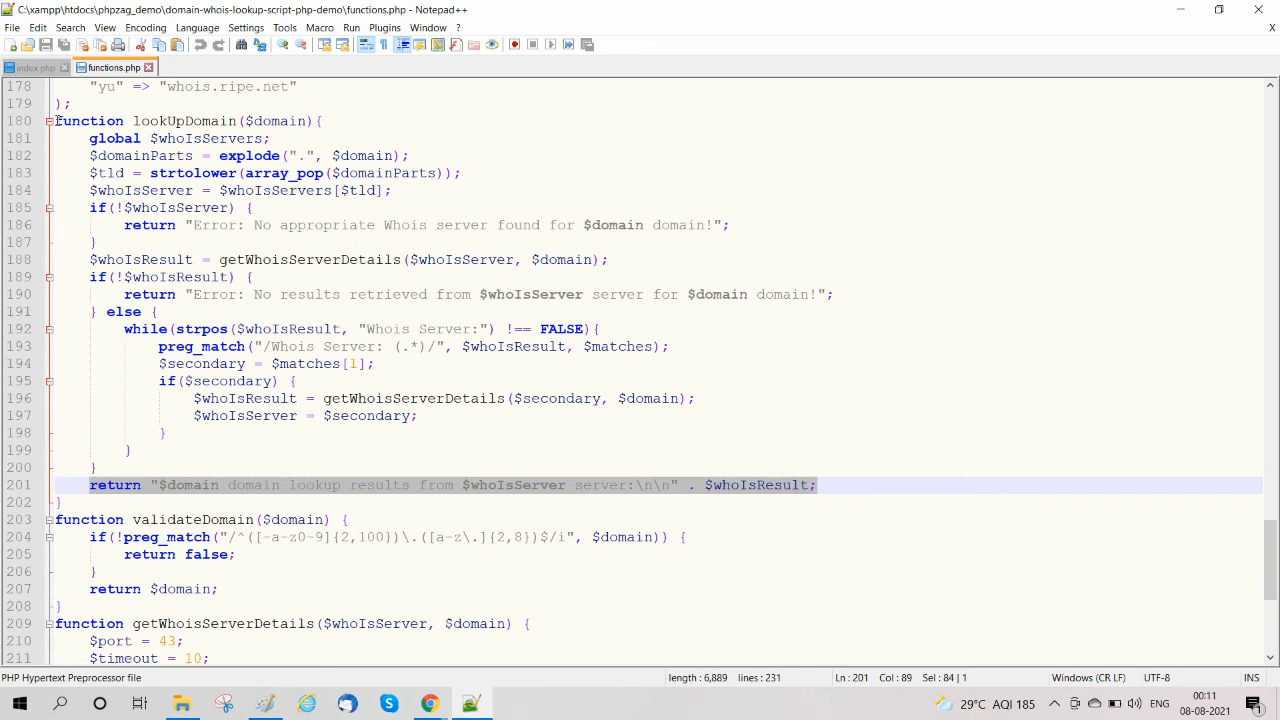 C:\xampp\htdocs\phpzag_demo\domain-whois-lookup-script-php-demo\functions.php - Notepad++
File Edit Search View Encoding Language Settings Tools Macro Run Plugins Window ? X
index.php functions.php
178 "yu" => "whois.ripe.net"
179 );
180 function lookUpDomain($domain){
181 global $whoIsServers;
182 $domainParts = explode(".", $domain);
183 $tld = strtolower(array_pop($domainParts));
184 $whoIsServer = $whoIsServers[$tld];
185 if(!$whoIsServer) {
186 return "Error: No appropriate Whois server found for $domain domain!";
187 }
188 $whoIsResult = getWhoisServerDetails($whoIsServer, $domain);
189 if(!$whoIsResult) {
190 return "Error: No results retrieved from $whoIsServer server for $domain domain!";
191 } else {
192 while(strpos($whoIsResult, "Whois Server:") !== FALSE){
193 preg_match("/Whois Server: (.*)/", $whoIsResult, $matches);
194 $secondary = $matches[1];
195 if($secondary) {
196 $whoIsResult = getWhoisServerDetails($secondary, $domain);
197 $whoIsServer = $secondary;
198 }
199 }
200 }
201 return "$domain domain lookup results from $whoIsServer server:\n\n" . $whoIsResult;
202 }
203 function validateDomain($domain) {
204 if(!preg_match("/^([-a-z0-9]{2,100})\.([a-z\.]{2,8})$/i", $domain)) {
205 return false;
206 }
207 return $domain;
208 }
209 function getWhoisServerDetails($whoIsServer, $domain) {
210 $port = 43;
211 $timeout = 10;
PHP Hypertext Preprocessor file length : 6,889 lines : 231 Ln : 201 Col : 89 Sel : 84 | 1 Windows (CR LF) UTF-8 INS
29°C AQI 185 ENG 00:11
08-08-2021